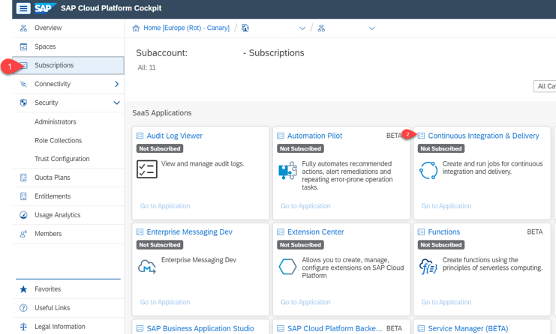 SAP SAP Cloud Platform Cockpit
Overview
Spaces
1 Subscriptions
Connectivity
Security
Administrators
Role Collections
Trust Configuration
Quota Plans
Entitlements
Usage Analytics
Members
Favorites
Useful Links
Legal Information
Home [Europe (Rot) - Canary] / /
Subaccount: - Subscriptions
All: 11
All Ca
SaaS Applications
Audit Log Viewer
Not Subscribed
View and manage audit logs.
Go to Application
Automation Pilot BETA
Not Subscribed
Fully automates recommended
actions, alert remediations and
repeating error-prone operation
tasks.
Go to Application
2 Continuous Integration & Delivery
Not Subscribed
Create and run jobs for continuous
integration and delivery.
Go to Application
Enterprise Messaging Dev
Not Subscribed
Enterprise Messaging Dev
Go to Application
Extension Center
Not Subscribed
Allows you to create, manage,
configure extensions on SAP Cloud
Platform
Go to Application
Functions BETA
Not Subscribed
f(x)
Create functions using the
principles of serverless computing.
Go to Application
SAP Business Application Studio
SAP Cloud Platform Backe... BETA
Service Manager (BETA)